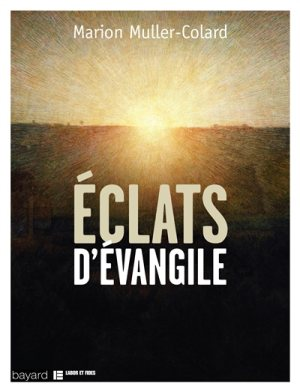 Marion Muller-Colard
ÉCLATS
D'ÉVANGILE
bayard LABOR ET FIDES